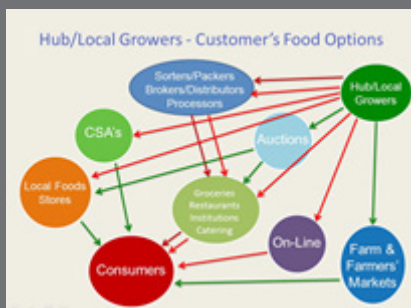 Hub/Local Growers - Customer's Food Options
Sorters/Packers
Brokers/Distributors
Processors
Hub/Local
Growers
CSA's
Auctions
Local Foods
Stores
Groceries
Restaurants
Institutions
Catering
On-Line
Farm &
Farmers'
Markets
Consumers